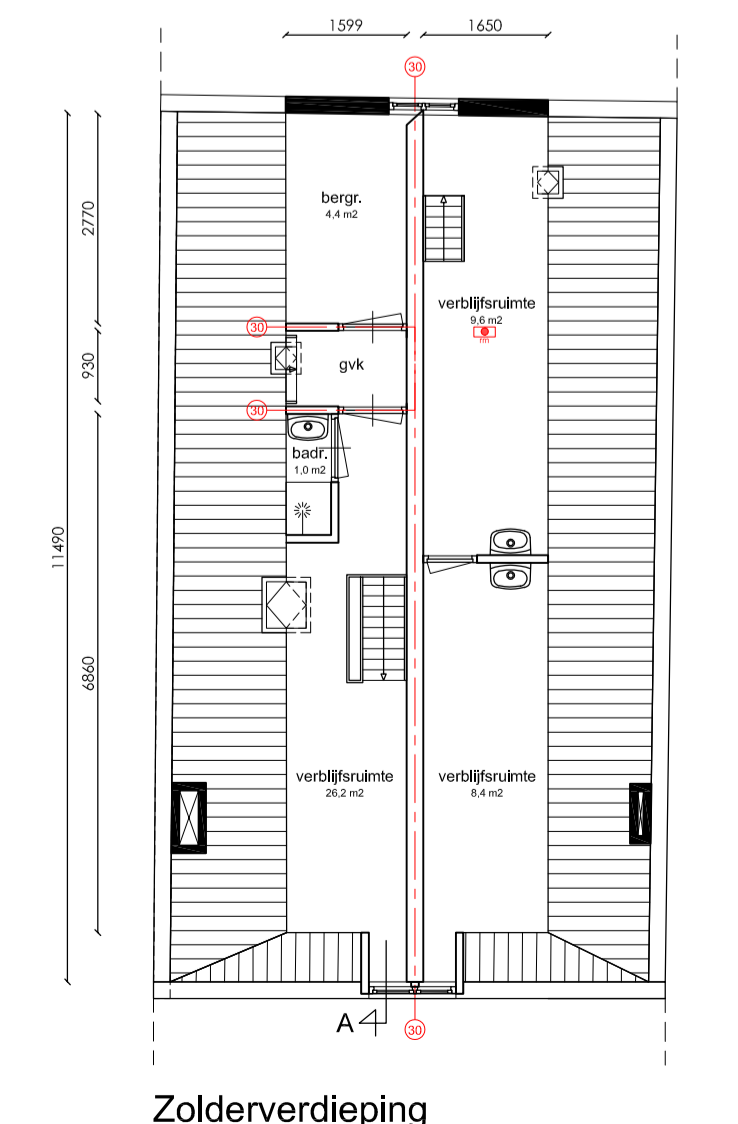 1599
1650
30
2770
bergr.
4,4 m2
verblijfsruimte
9,6 m2
rm
30
930
gvk
30
badr.
1,0 m2
11490
6860
verblijfsruimte
26,2 m2
verblijfsruimte
8,4 m2
A
30
Zolderverdieping